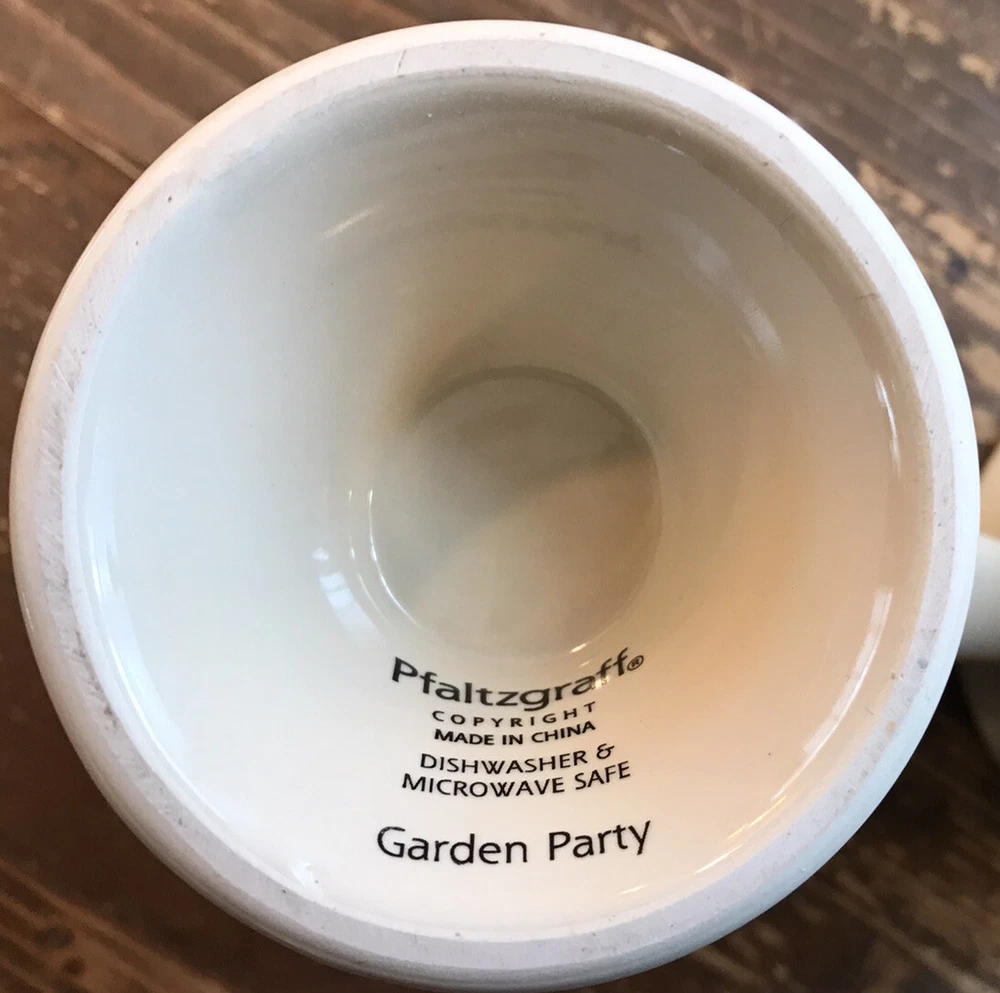 Pfaltzgraff®
COPYRIGHT
MADE IN CHINA
DISHWASHER &
MICROWAVE SAFE
Garden Party